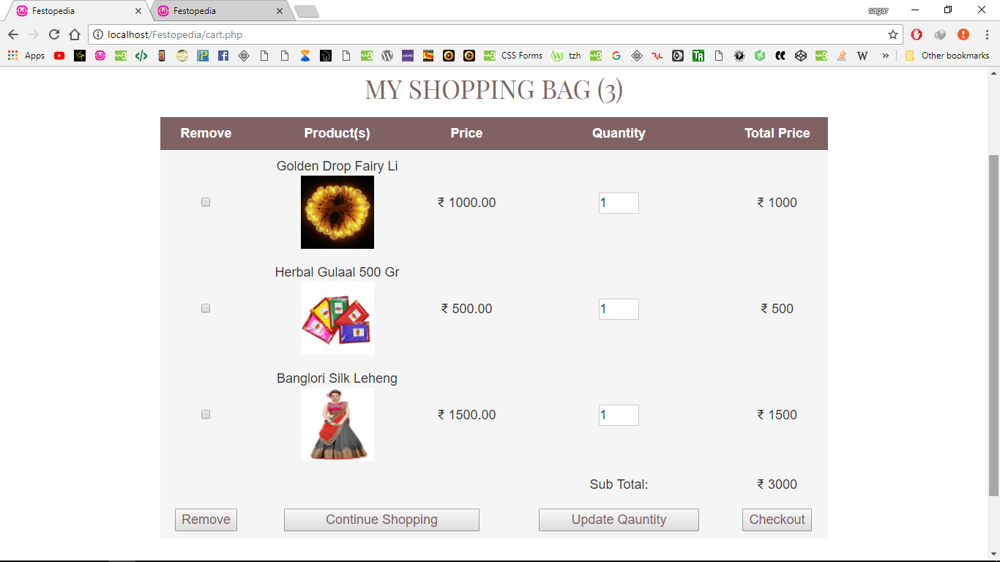 Festopedia
Festopedia
sagar
localhost/Festopedia/cart.php
Apps
CSS Forms
tzh
Other bookmarks
MY SHOPPING BAG (3)
Remove Product(s) Price Quantity Total Price
Golden Drop Fairy Li
₹ 1000.00 1 ₹ 1000
Herbal Gulaal 500 Gr
₹ 500.00 1 ₹ 500
Banglori Silk Leheng
₹ 1500.00 1 ₹ 1500
Sub Total: ₹ 3000
Remove Continue Shopping Update Qauntity Checkout